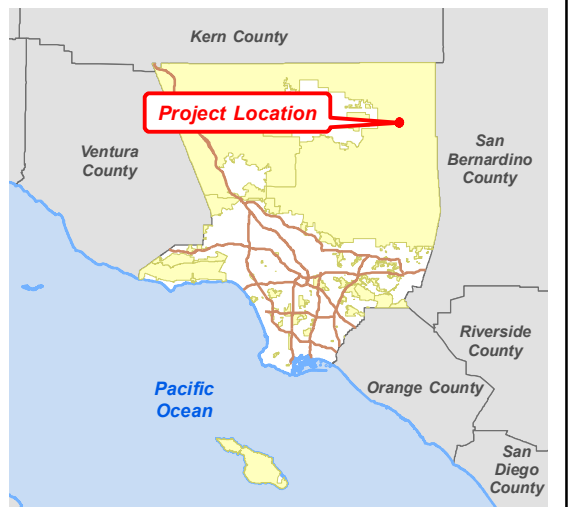 Kern County
Project Location
San
Bernardino
County
Ventura
County
Riverside
County
Orange County
Pacific
Ocean
San
Diego
County